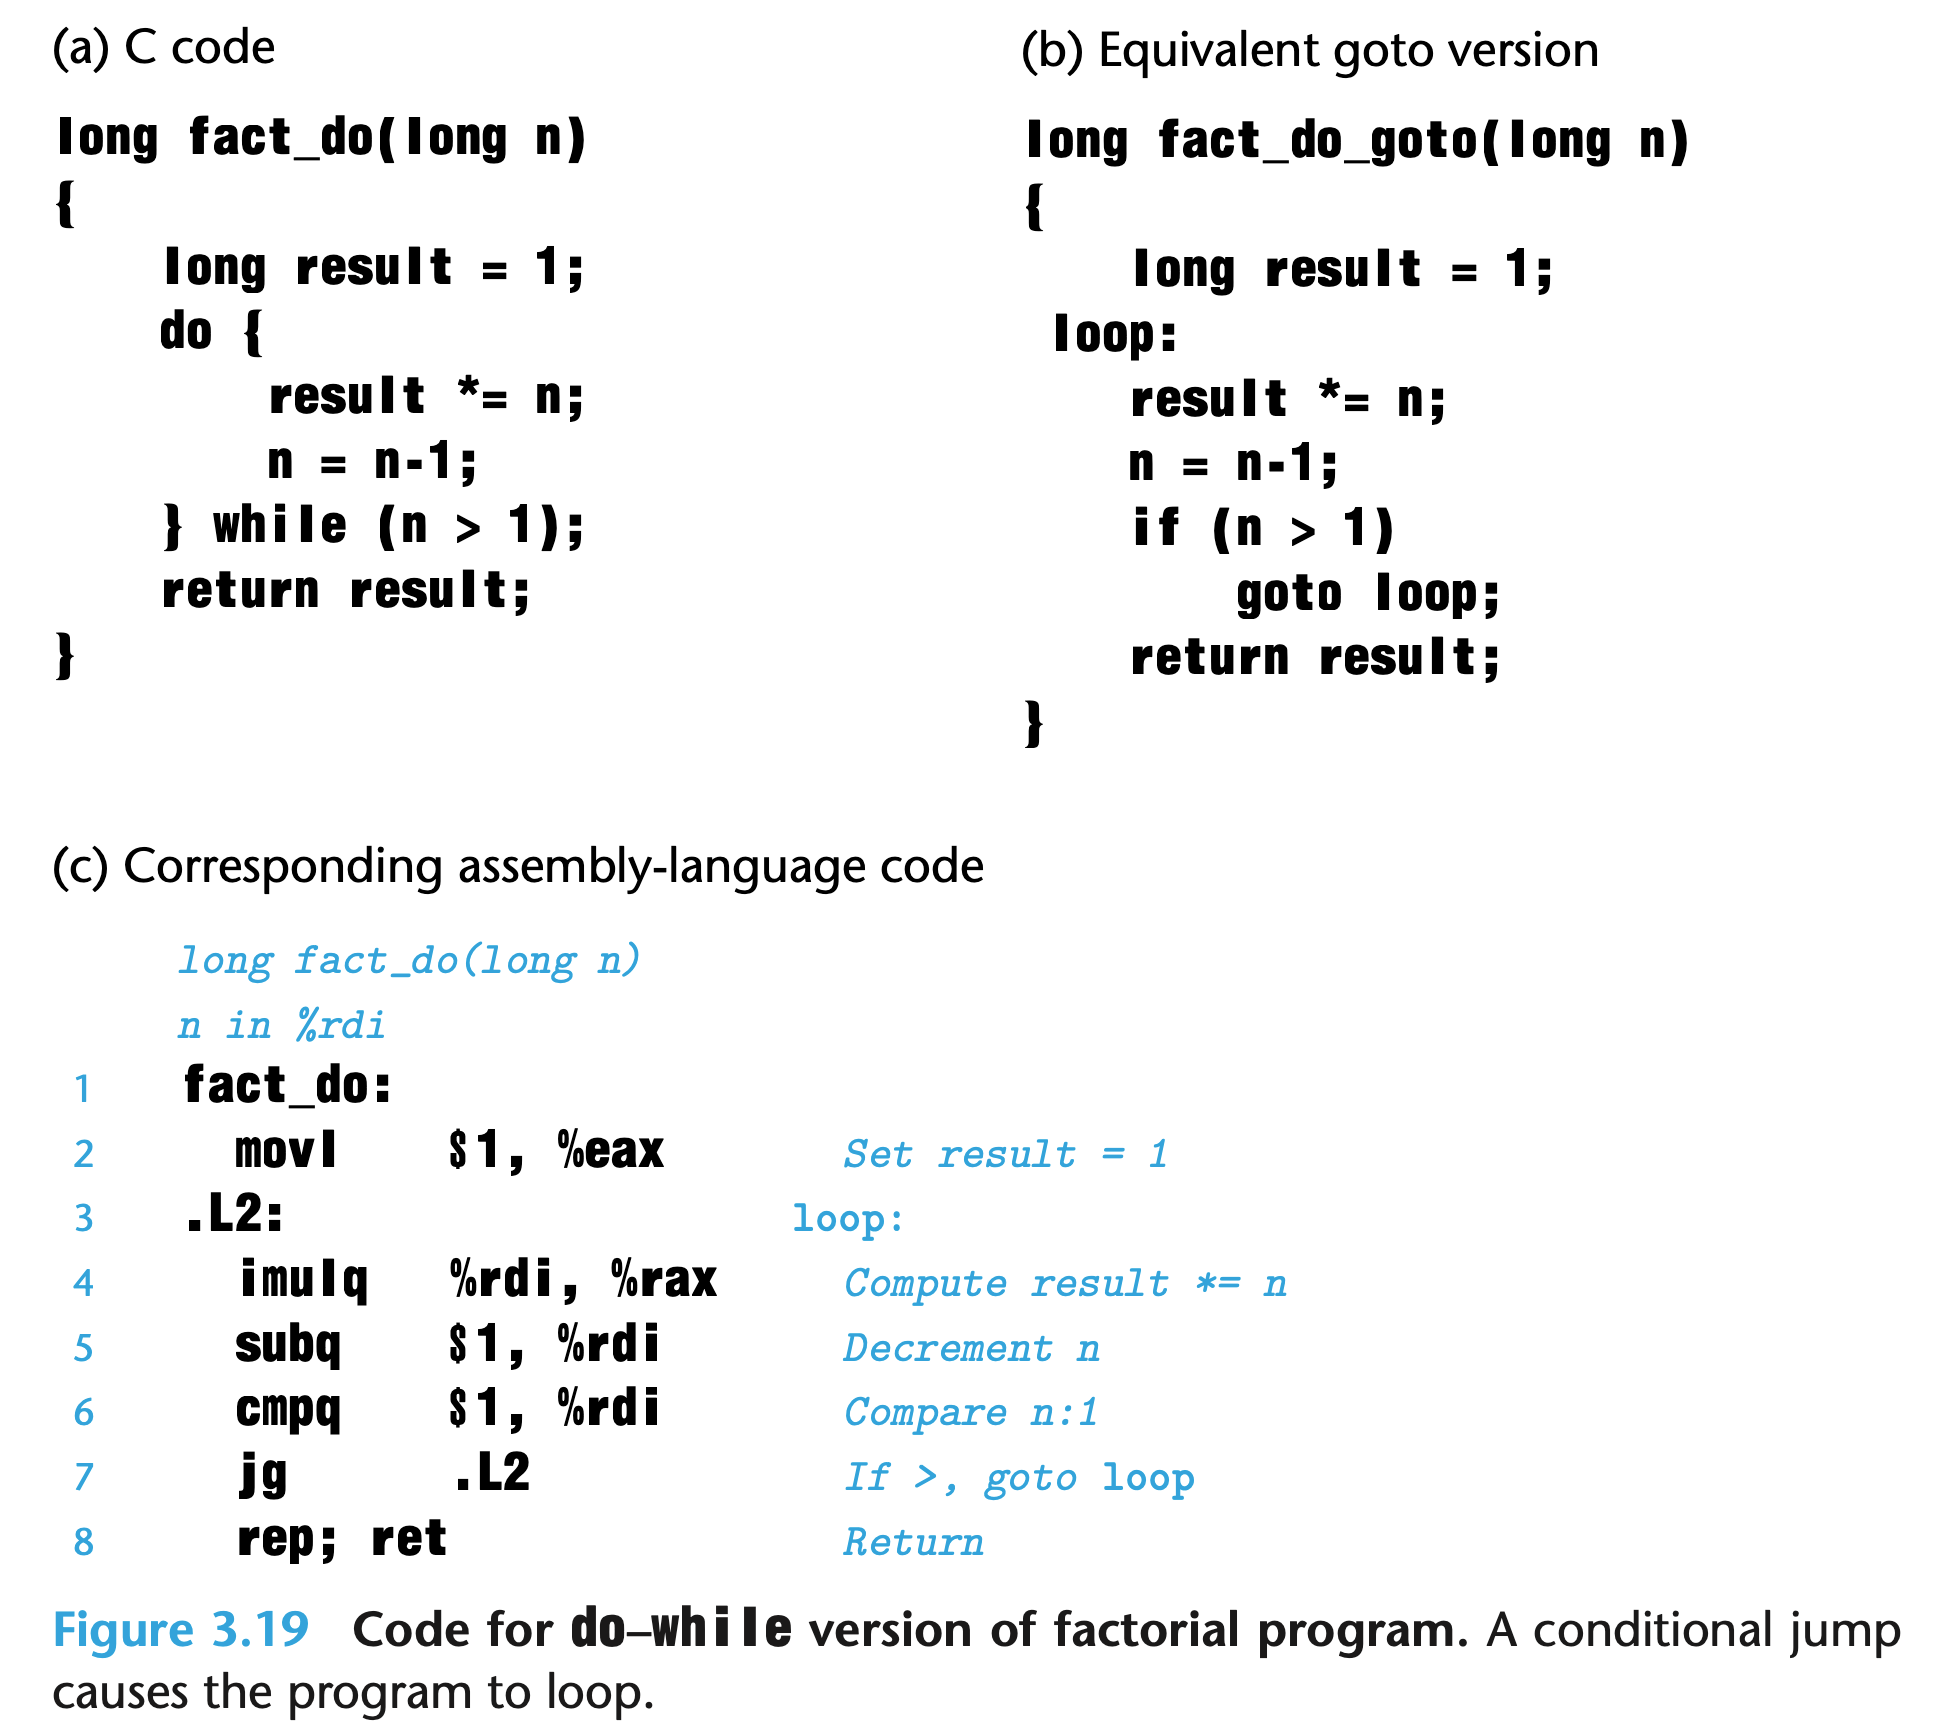 (a) C code
long fact_do(long n)
{
    long result = 1;
    do {
        result *= n;
        n = n-1;
    } while (n > 1);
    return result;
}
(b) Equivalent goto version
long fact_do_goto(long n)
{
    long result = 1;
 loop:
    result *= n;
    n = n-1;
    if (n > 1)
        goto loop;
    return result;
}
(c) Corresponding assembly-language code
long fact_do(long n)
n in %rdi
1 fact_do:
2 movl $1, %eax Set result = 1
3 .L2: loop:
4 imulq %rdi, %rax Compute result *= n
5 subq $1, %rdi Decrement n
6 cmpq $1, %rdi Compare n:1
7 jg .L2 If >, goto loop
8 rep; ret Return
Figure 3.19 Code for do–while version of factorial program. A conditional jump
causes the program to loop.